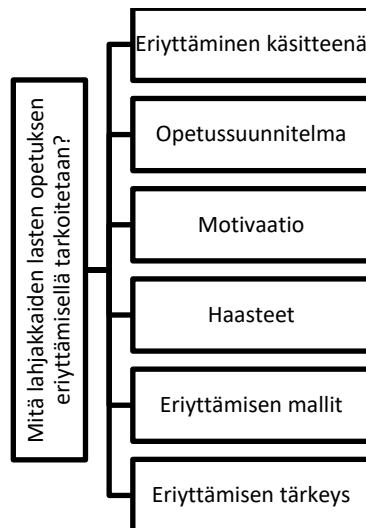 Mitä lahjakkaiden lasten opetuksen
eriyttämisellä tarkoitetaan?
Eriyttäminen käsitteenä
Opetussuunnitelma
Motivaatio
Haasteet
Eriyttämisen mallit
Eriyttämisen tärkeys